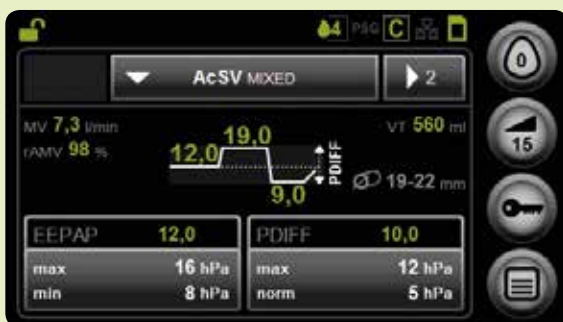 4 PSG C
0
AcSV MIXED 2
MV 7,3 l/min
VT 560 ml
15
rAMV 98 %
19,0
12,0
PDIFF
9,0
19-22 mm
EEPAP 12,0
PDIFF 10,0
max 16 hPa
max 12 hPa
min 8 hPa
norm 5 hPa